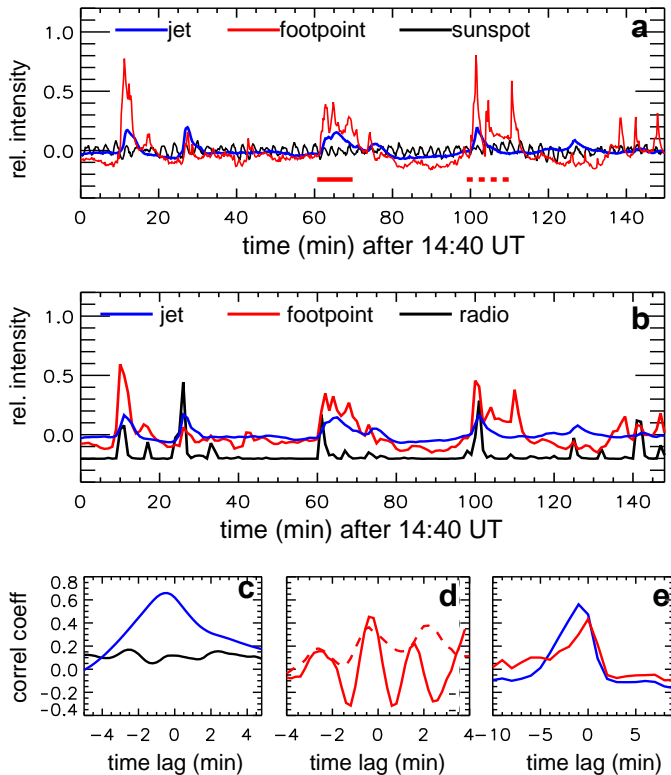 jet footpoint sunspot a
1.0
0.5
0.0
rel. intensity
0 20 40 60 80 100 120 140
time (min) after 14:40 UT
jet footpoint radio b
1.0
0.5
0.0
rel. intensity
0 20 40 60 80 100 120 140
time (min) after 14:40 UT
c d e
0.8
0.6
0.4
0.2
0.0
−0.2
−0.4
correl coeff
−4 −2 0 2 4
time lag (min)
−4 −2 0 2 4
time lag (min)
−10 −5 0 5
time lag (min)